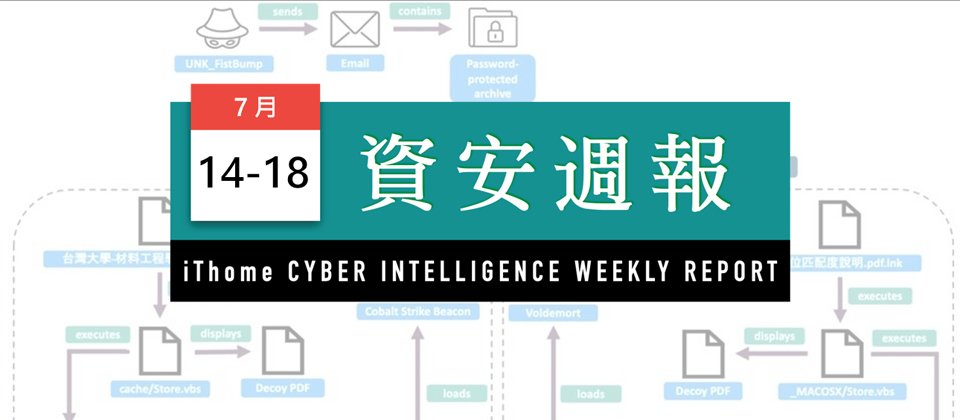 sends
contains
UNK_FistBump
Email
Password-
protected
archive
7月
14-18
資安週報
iThome CYBER INTELLIGENCE WEEKLY REPORT
台灣大學-材料工程
位匹配度說明.pdf.lnk
executes
Cobalt Strike Beacon
Voldemort
executes
displays
displays
executes
cache/Store.vbs
Decoy PDF
loads
loads
Decoy PDF
_MACOSX/Store.vbs